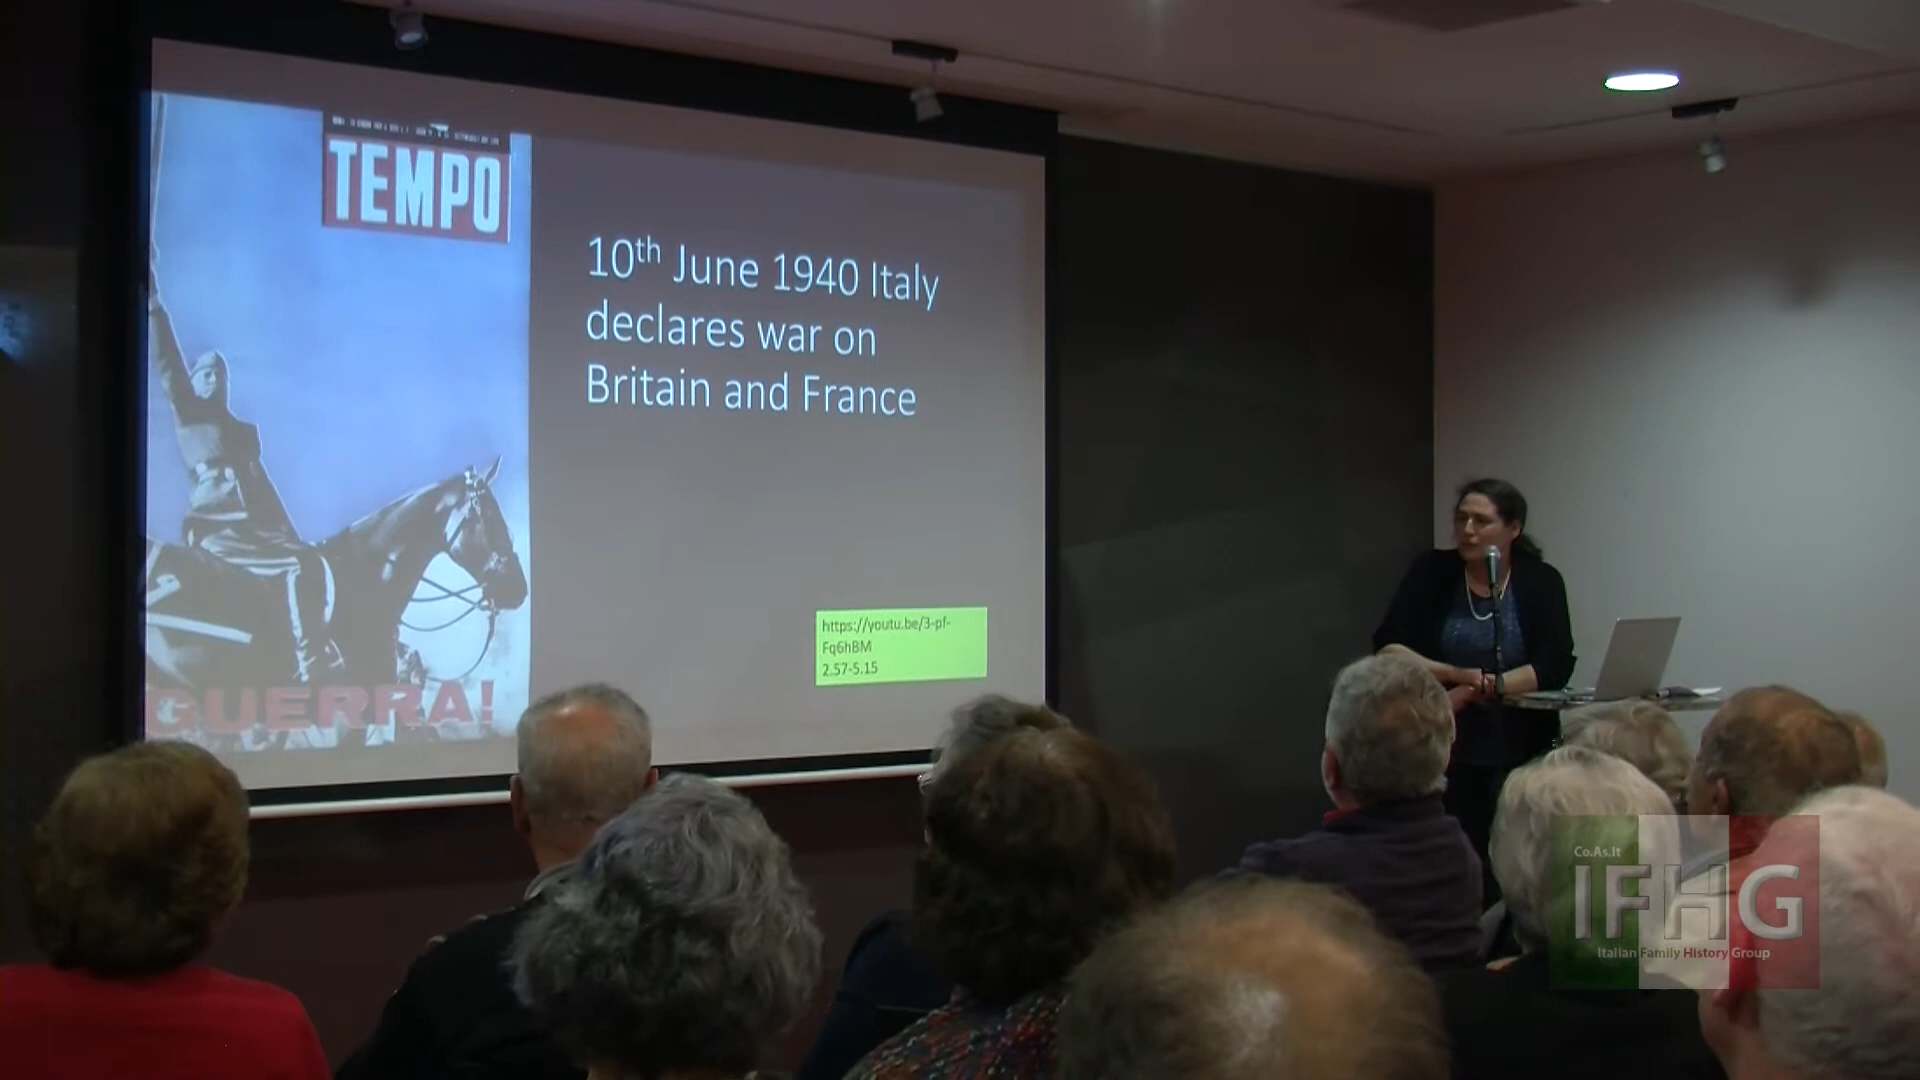 TEMPO
10th June 1940 Italy
declares war on
Britain and France
https://youtu.be/3-pf-
Fq6hBM
2.57-5.15
GUERRA!
Co.As.It
IFHG
Italian Family History Group